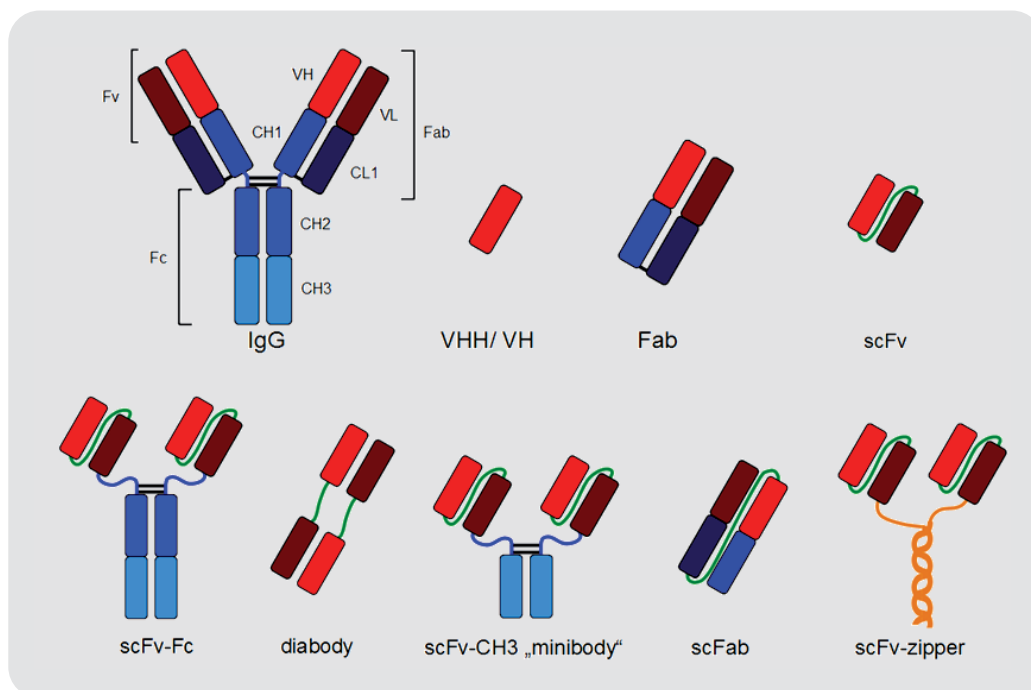 Fv
VH
VL
CH1
Fab
CL1
CH2
Fc
CH3
IgG
VHH/ VH
Fab
scFv
scFv-Fc
diabody
scFv-CH3 „minibody“
scFab
scFv-zipper